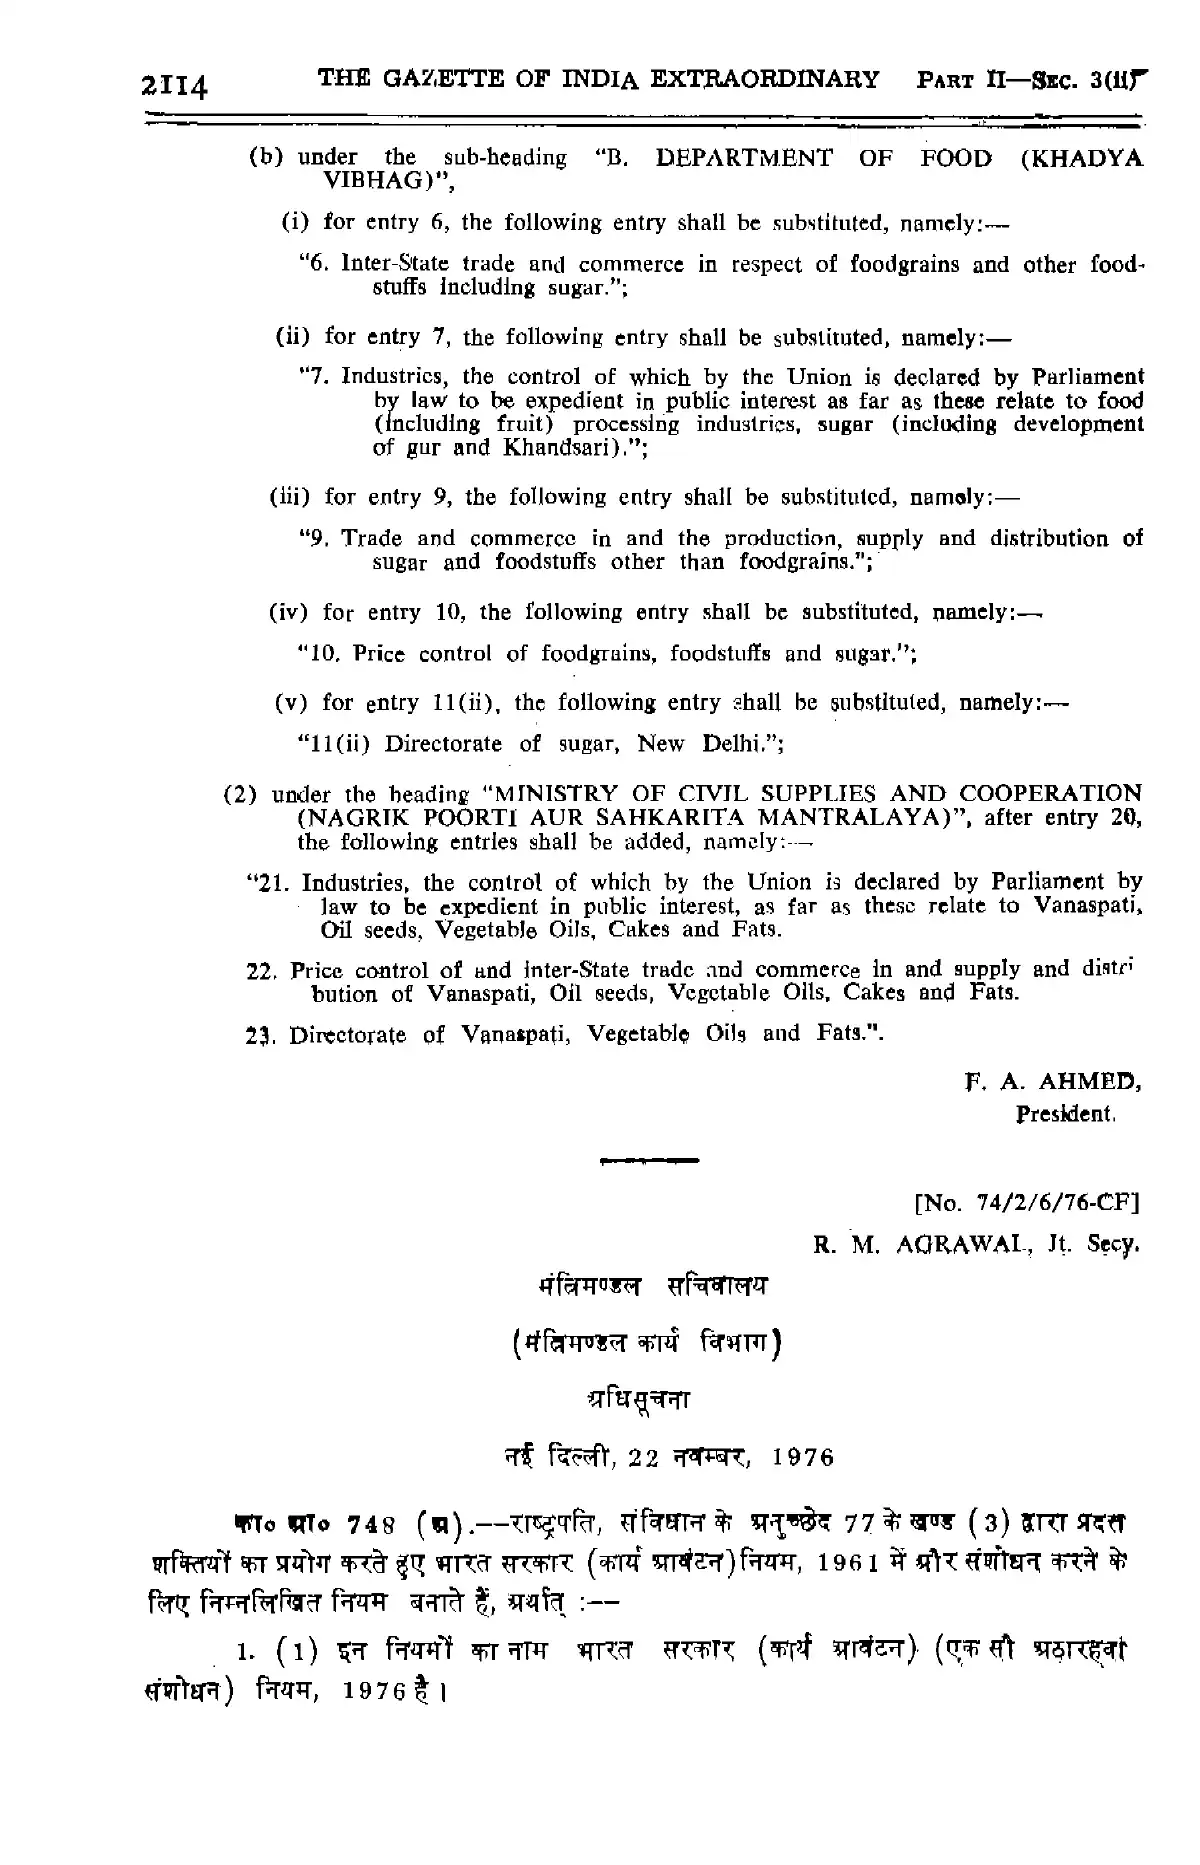 2114 THE GAZETTE OF INDIA EXTRAORDINARY PART II—SEC. 3(ii)
(b) under the sub-heading “B. DEPARTMENT OF FOOD (KHADYA
VIBHAG)”,
(i) for entry 6, the following entry shall be substituted, namely:—
“6. Inter-State trade and commerce in respect of foodgrains and other food-
stuffs including sugar.”;
(ii) for entry 7, the following entry shall be substituted, namely:—
“7. Industries, the control of which by the Union is declared by Parliament
by law to be expedient in public interest as far as these relate to food
(including fruit) processing industries, sugar (including development
of gur and Khandsari).”;
(iii) for entry 9, the following entry shall be substituted, namely:—
“9. Trade and commerce in and the production, supply and distribution of
sugar and foodstuffs other than foodgrains.”;
(iv) for entry 10, the following entry shall be substituted, namely:—
“10. Price control of foodgrains, foodstuffs and sugar.”;
(v) for entry 11(ii), the following entry shall be substituted, namely:—
“11(ii) Directorate of sugar, New Delhi.”;
(2) under the heading “MINISTRY OF CIVIL SUPPLIES AND COOPERATION
(NAGRIK POORTI AUR SAHKARITA MANTRALAYA)”, after entry 20,
the following entries shall be added, namely:—
“21. Industries, the control of which by the Union is declared by Parliament by
law to be expedient in public interest, as far as these relate to Vanaspati,
Oil seeds, Vegetable Oils, Cakes and Fats.
22. Price control of and inter-State trade and commerce in and supply and distri
bution of Vanaspati, Oil seeds, Vegetable Oils, Cakes and Fats.
23. Directorate of Vanaspati, Vegetable Oils and Fats.”.
F. A. AHMED,
President.
[No. 74/2/6/76-CF]
R. M. AGRAWAL, Jt. Secy.
मंत्रिमण्डल सचिवालय
(मंत्रिमण्डल कार्य विभाग)
अधिसूचना
नई दिल्ली, 22 नवम्बर, 1976
का० आ० 748 (अ).—राष्ट्रपति, संविधान के अनुच्छेद 77 के खण्ड (3) द्वारा प्रदत्त
शक्तियों का प्रयोग करते हुए भारत सरकार (कार्य आबंटन) नियम, 1961 में और संशोधन करने के
लिए निम्नलिखित नियम बनाते हैं, अर्थात् :—
1. (1) इन नियमों का नाम भारत सरकार (कार्य आवंटन) (एक सौ अठारहवां
संशोधन) नियम, 1976 है ।